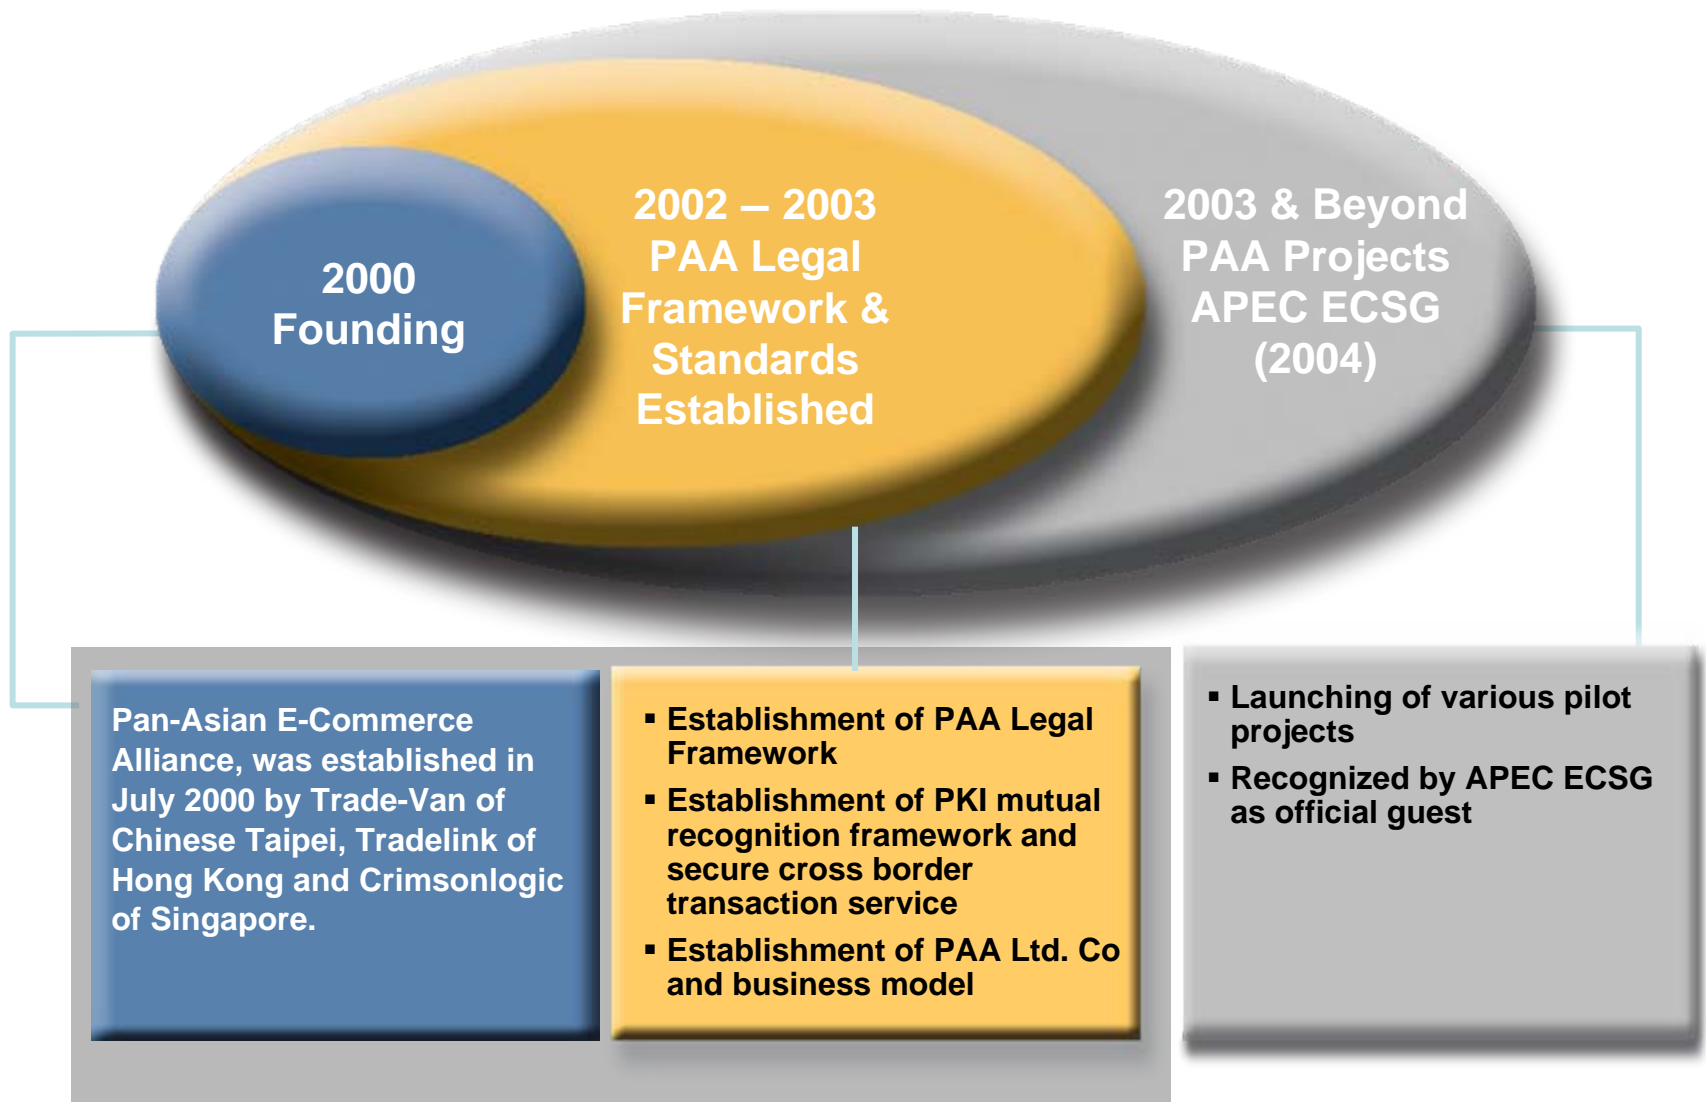 2000
Founding
2002 – 2003
PAA Legal
Framework &
Standards
Established
2003 & Beyond
PAA Projects
APEC ECSG
(2004)
Pan-Asian E-Commerce
Alliance, was established in
July 2000 by Trade-Van of
Chinese Taipei, Tradelink of
Hong Kong and Crimsonlogic
of Singapore.
▪ Establishment of PAA Legal
Framework
▪ Establishment of PKI mutual
recognition framework and
secure cross border
transaction service
▪ Establishment of PAA Ltd. Co
and business model
▪ Launching of various pilot
projects
▪ Recognized by APEC ECSG
as official guest